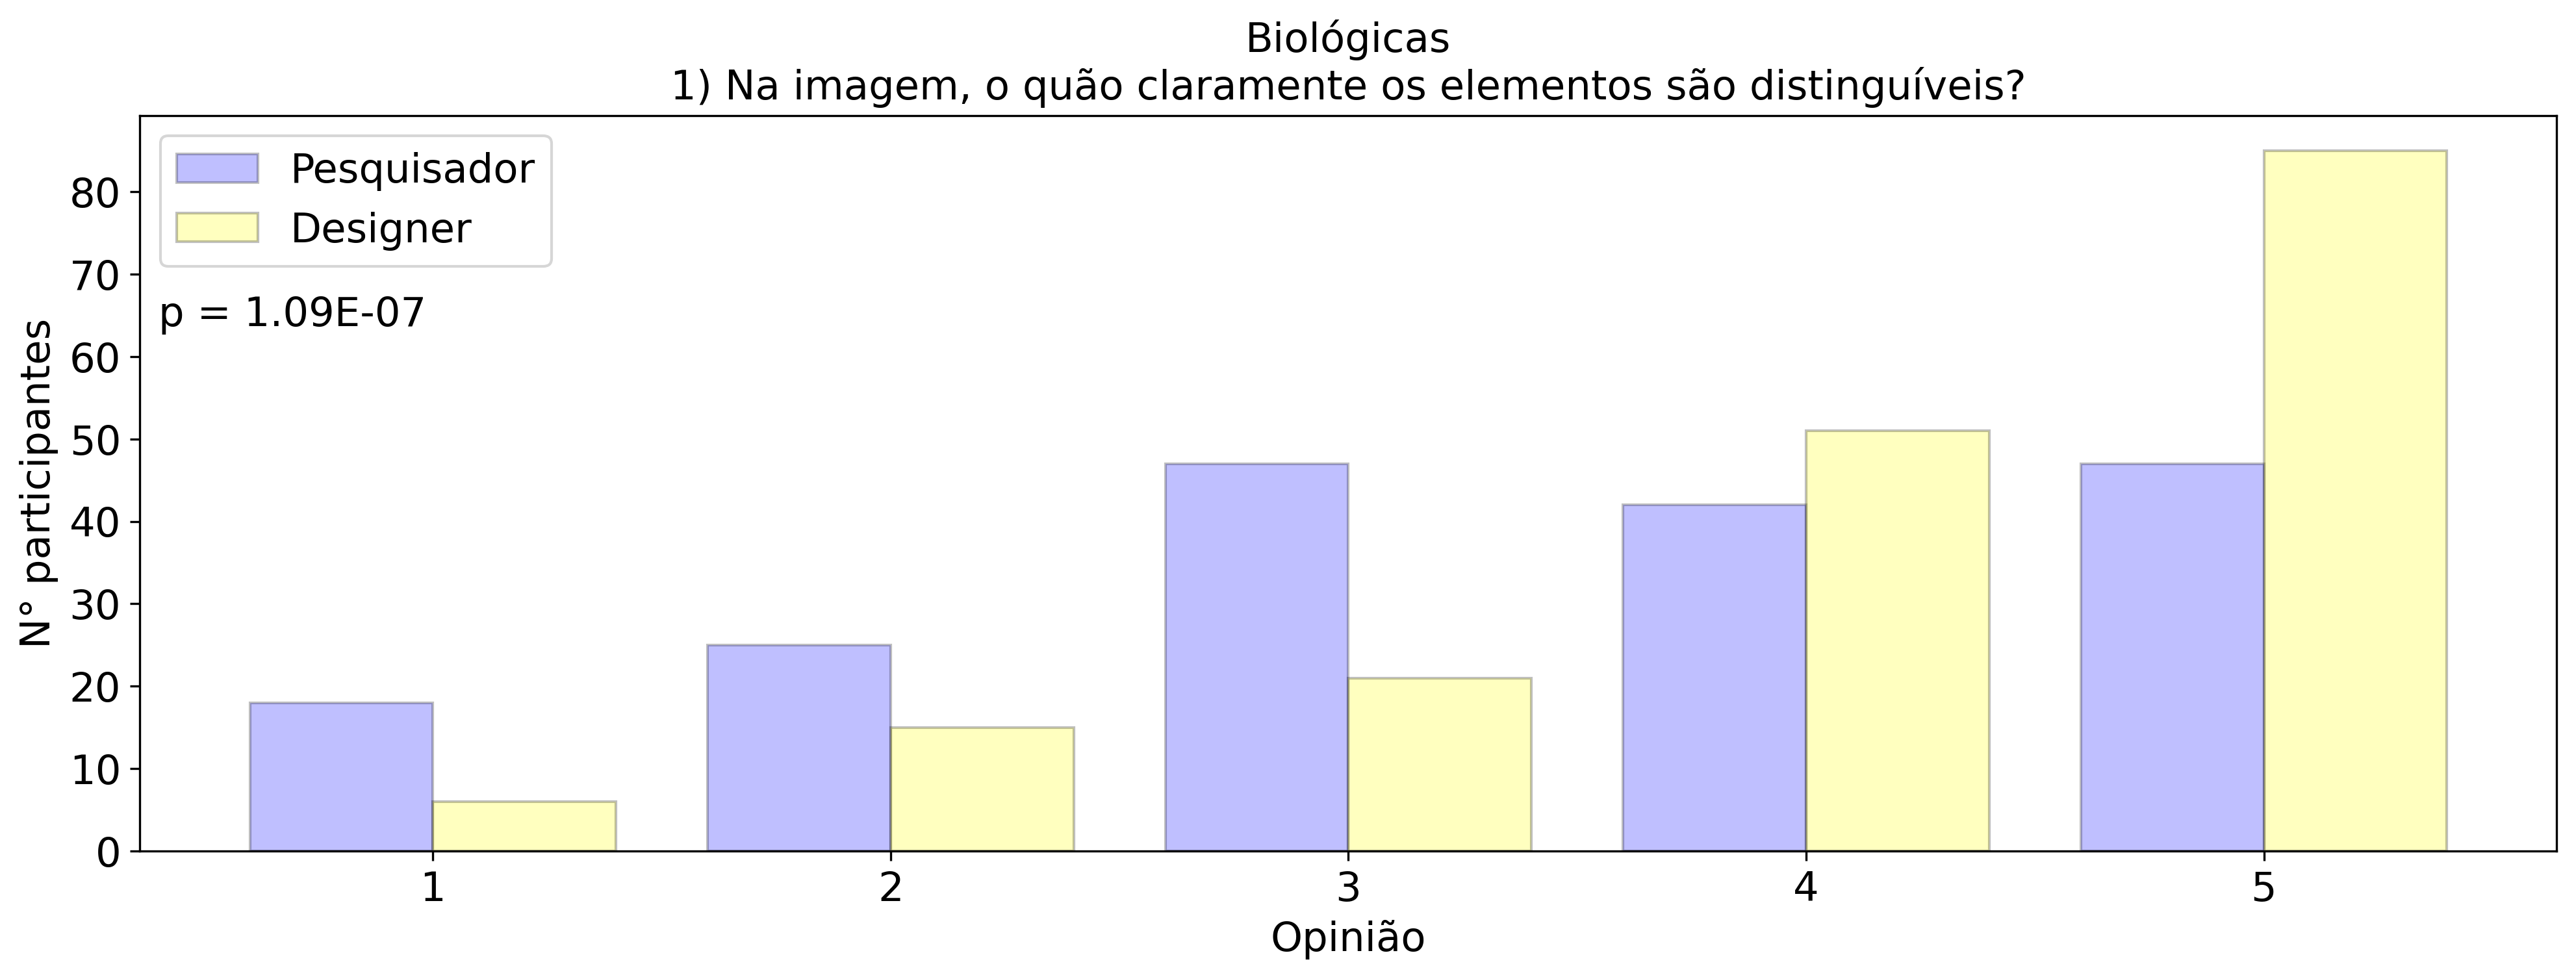 Biológicas
1) Na imagem, o quão claramente os elementos são distinguíveis?
Pesquisador
Designer
p = 1.09E-07
N° participantes
80
70
60
50
40
30
20
10
0
1 2 3 4 5
Opinião